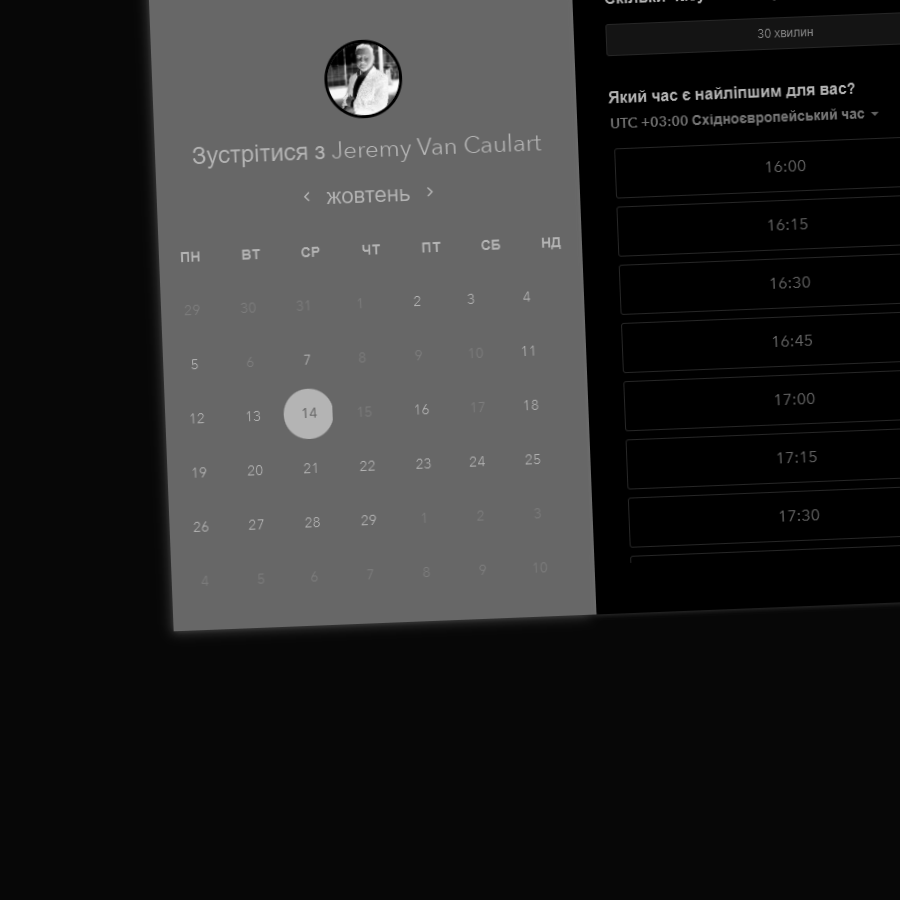 Зустрітися з Jeremy Van Caulart
‹ жовтень ›
ПН ВТ СР ЧТ ПТ СБ НД
29 30 31 1 2 3 4
5 6 7 8 9 10 11
12 13 14 15 16 17 18
19 20 21 22 23 24 25
26 27 28 29 1 2 3
4 5 6 7 8 9 10
30 хвилин
Який час є найліпшим для вас?
UTC +03:00 Східноєвропейський час
16:00
16:15
16:30
16:45
17:00
17:15
17:30